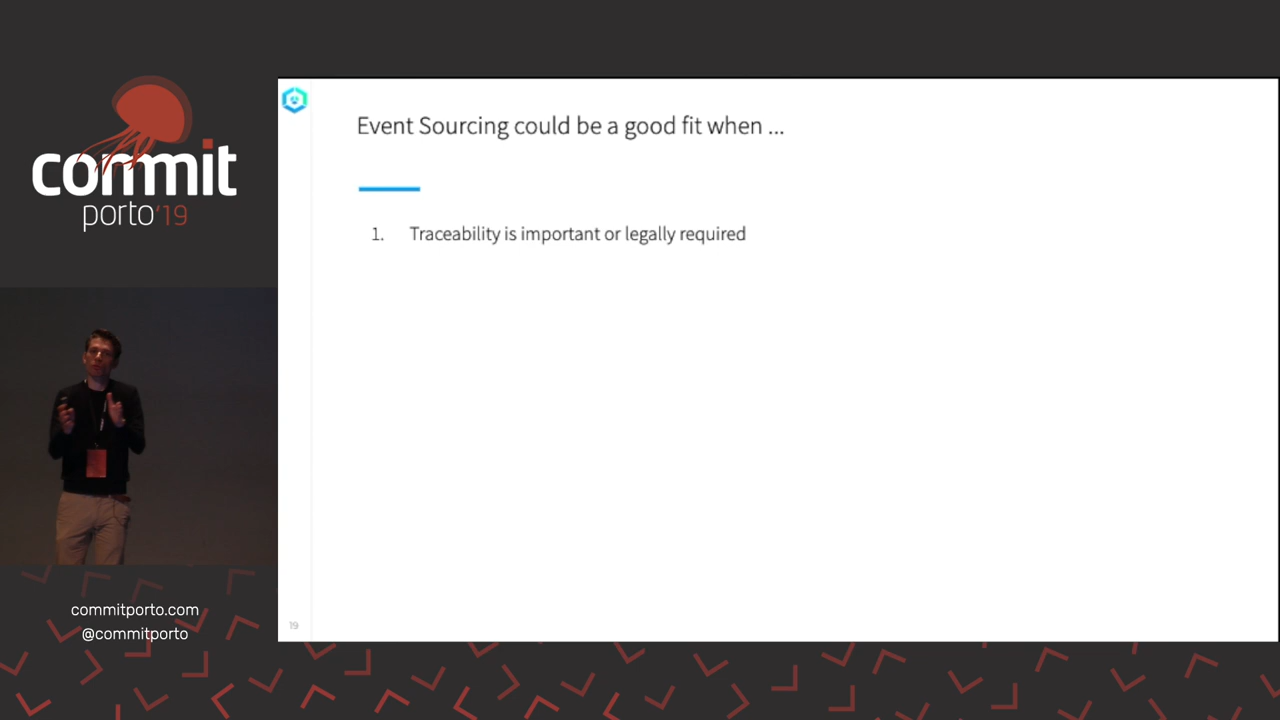 commit
porto'19
Event Sourcing could be a good fit when ...
1. Traceability is important or legally required
19
commitporto.com
@commitporto